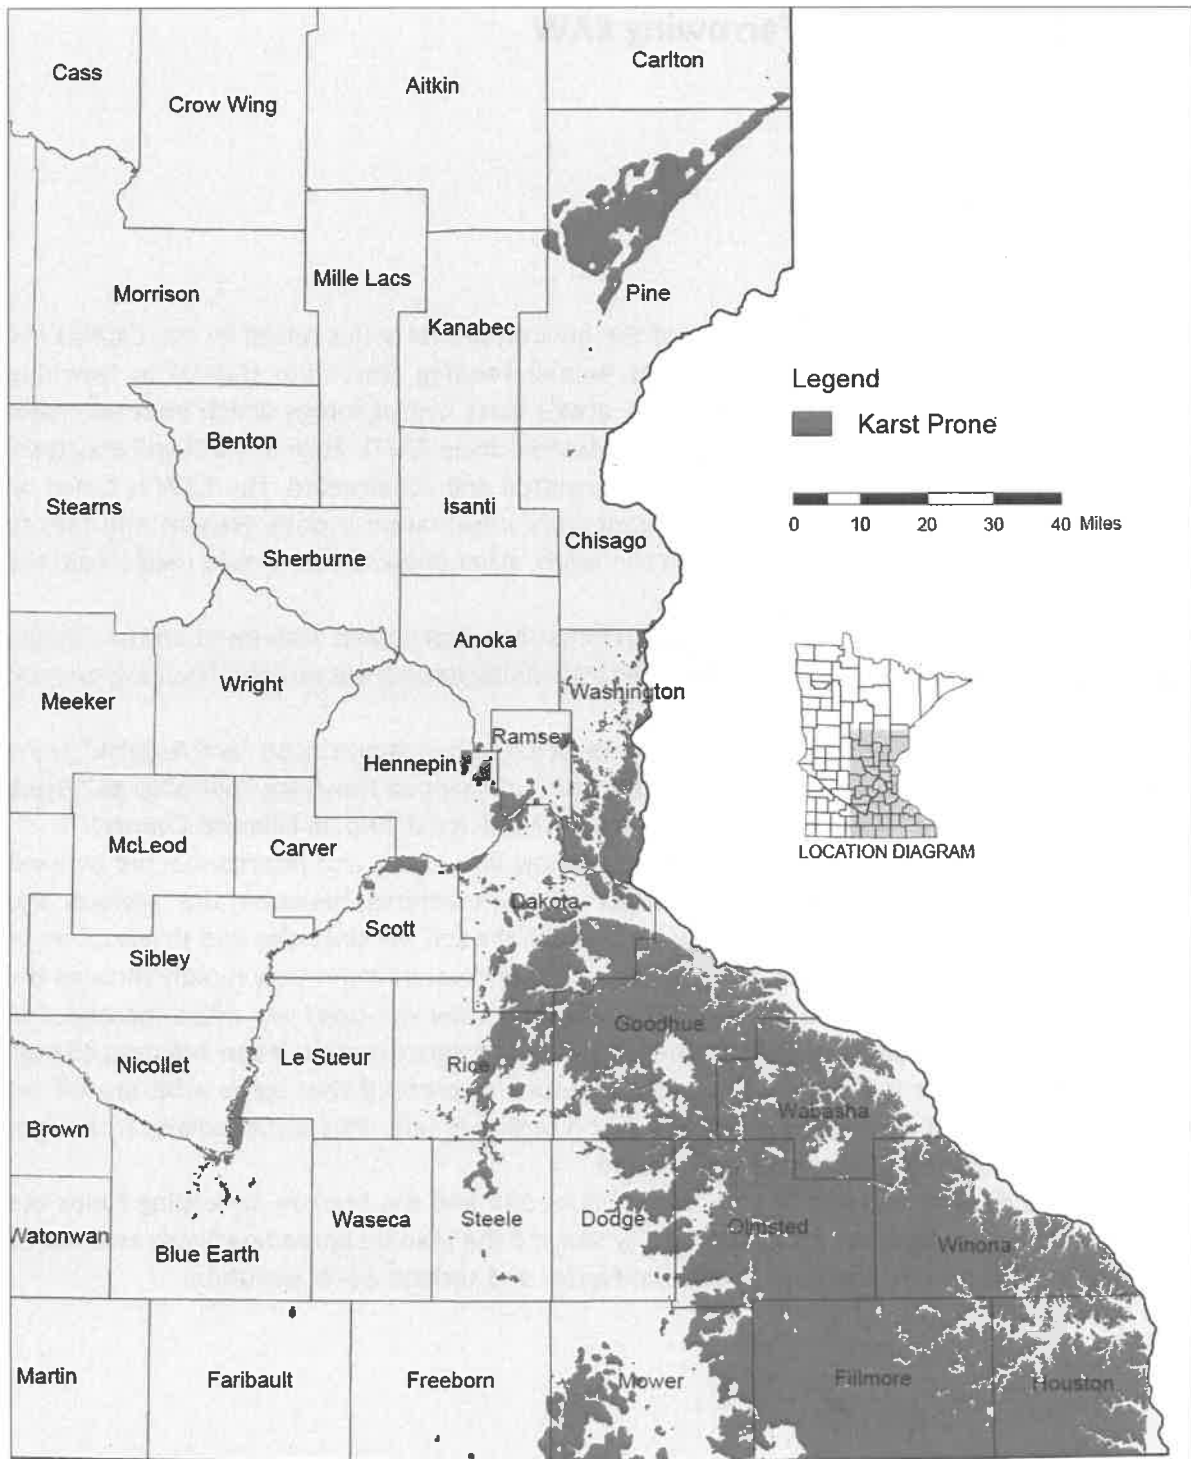 Cass
Crow Wing
Aitkin
Carlton
Morrison
Mille Lacs
Kanabec
Pine
Legend
Karst Prone
0 10 20 30 40 Miles
Benton
Stearns
Isanti
Sherburne
Chisago
Anoka
Meeker
Wright
Washington
Ramsey
Hennepin
McLeod
Carver
LOCATION DIAGRAM
Dakota
Scott
Sibley
Goodhue
Nicollet
Le Sueur
Rice
Wabasha
Brown
Watonwan
Blue Earth
Waseca
Steele
Dodge
Olmsted
Winona
Martin
Faribault
Freeborn
Mower
Fillmore
Houston